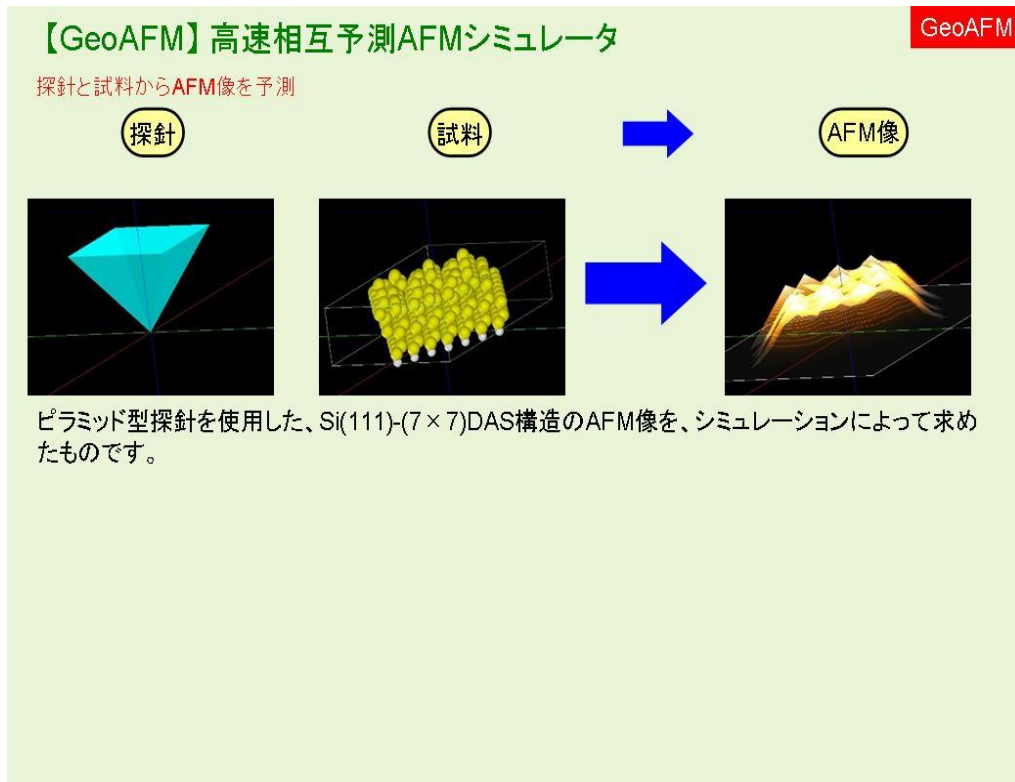 【GeoAFM】高速相互予測AFMシミュレータ
GeoAFM
探針と試料からAFM像を予測
探針
試料
AFM像
ピラミッド型探針を使用した、Si(111)-(7×7)DAS構造のAFM像を、シミュレーションによって求め
たものです。